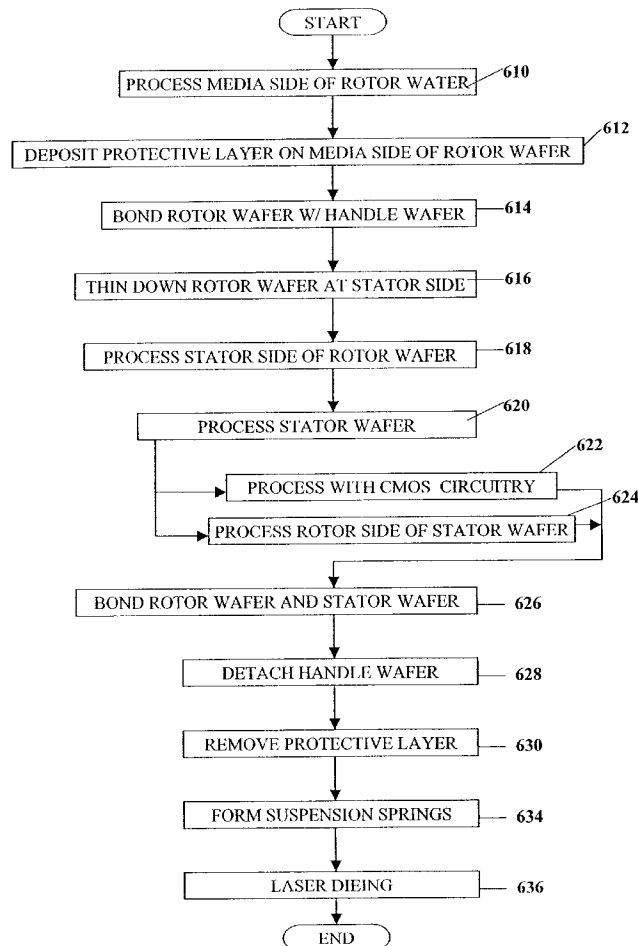 START
PROCESS MEDIA SIDE OF ROTOR WATER
610
DEPOSIT PROTECTIVE LAYER ON MEDIA SIDE OF ROTOR WAFER
612
BOND ROTOR WAFER W/ HANDLE WAFER
614
THIN DOWN ROTOR WAFER AT STATOR SIDE
616
PROCESS STATOR SIDE OF ROTOR WAFER
618
PROCESS STATOR WAFER
620
PROCESS WITH CMOS CIRCUITRY
622
PROCESS ROTOR SIDE OF STATOR WAFER
624
BOND ROTOR WAFER AND STATOR WAFER
626
DETACH HANDLE WAFER
628
REMOVE PROTECTIVE LAYER
630
FORM SUSPENSION SPRINGS
634
LASER DIEING
636
END